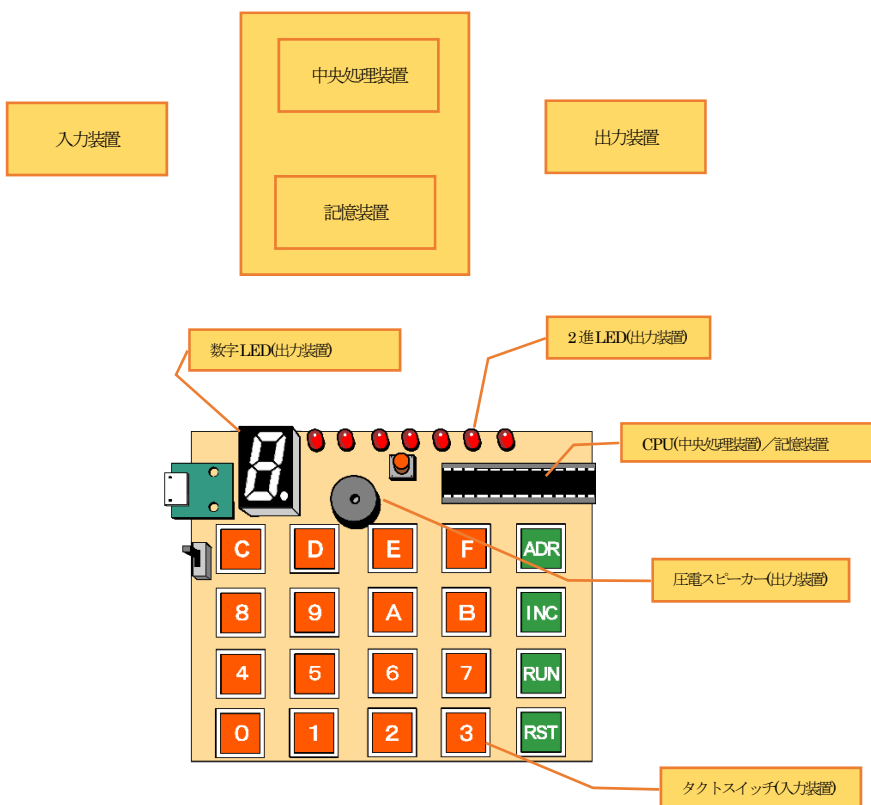 中央処理装置
入力装置
出力装置
記憶装置
2進LED(出力装置)
数字LED(出力装置)
CPU(中央処理装置)／記憶装置
C D E F ADR
圧電スピーカー(出力装置)
8 9 A B INC
4 5 6 7 RUN
0 1 2 3 RST
タクトスイッチ(入力装置)